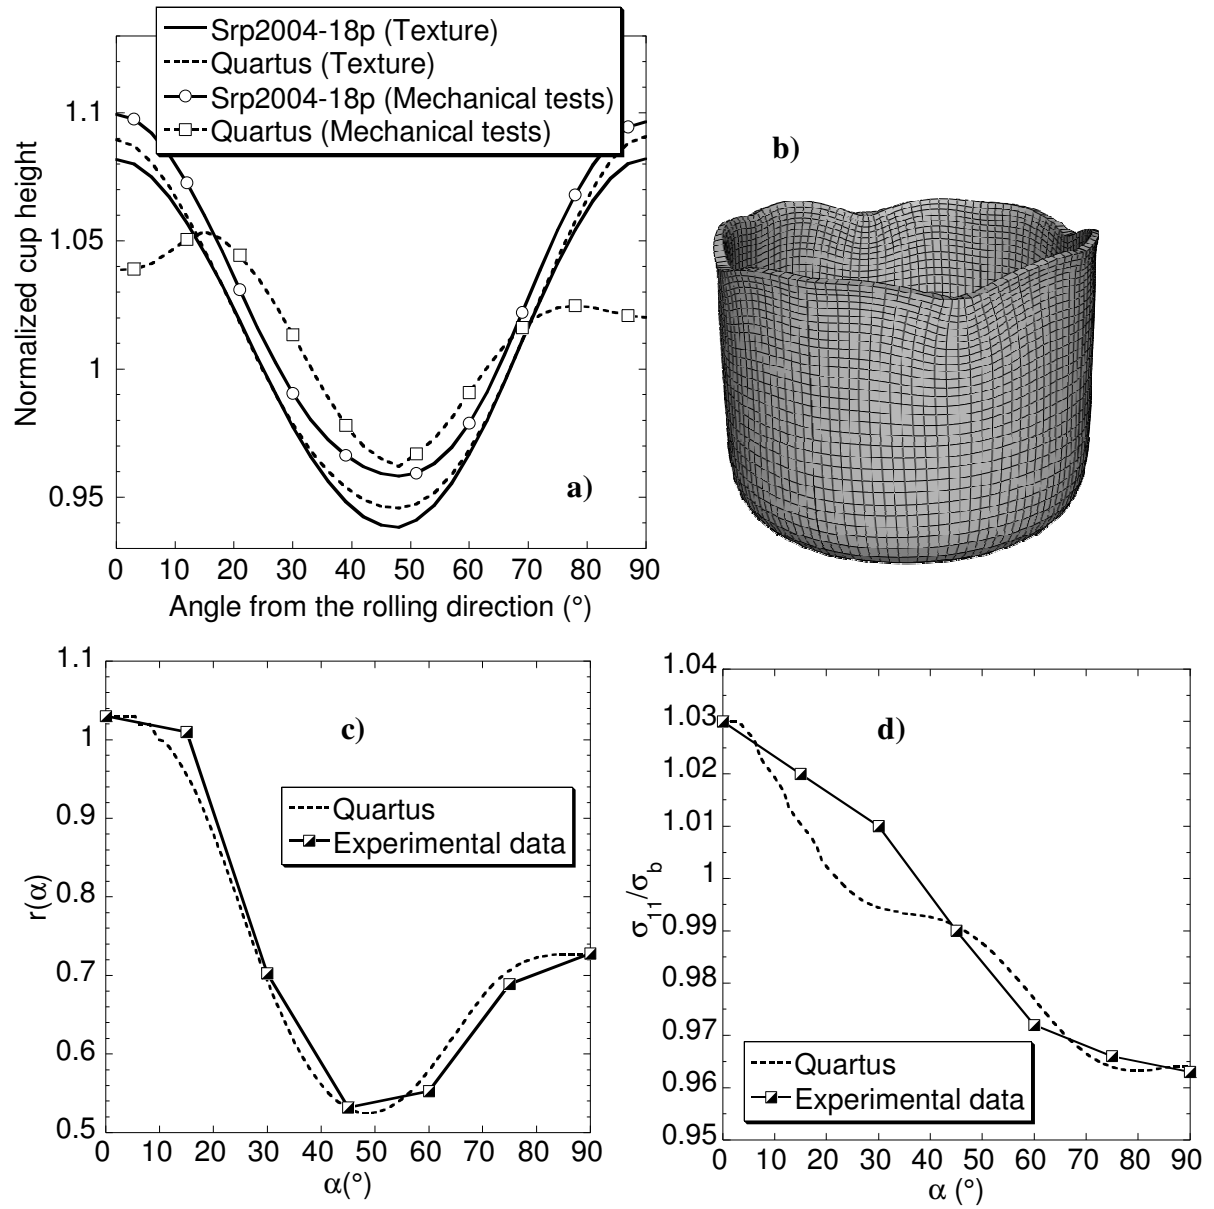 Srp2004-18p (Texture)
Quartus (Texture)
Srp2004-18p (Mechanical tests)
Quartus (Mechanical tests)
Normalized cup height
1.1
1.05
1
0.95
a)
0 10 20 30 40 50 60 70 80 90
Angle from the rolling direction (°)
b)
1.1
1
0.9
0.8
0.7
0.6
0.5
r(α)
c)
Quartus
Experimental data
0 10 20 30 40 50 60 70 80 90
α(°)
1.04
1.03
1.02
1.01
1
0.99
0.98
0.97
0.96
0.95
σ11/σb
d)
Quartus
Experimental data
0 10 20 30 40 50 60 70 80 90
α (°)